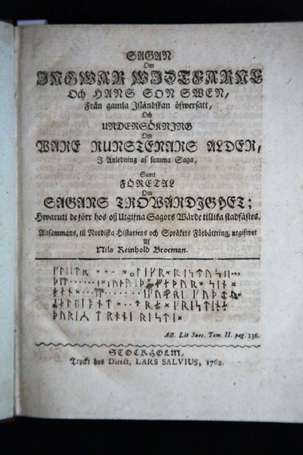 SAGAN
Om
INGWAR WIDTFARNE
Och HANS SON SWEN,
Från gamla Isländskan öfwersatt,
Och
UNDERSÖKNING
Om
WÅRE RUNSTENARS ÅLDER,
I Anledning af samma Saga,
Samt
FÖRETAL
Om
SAGANS TROWÄRDIGHET;
Hwaruti de förr hos oß Utgifna Sagors Wärde tillika stadfästes.
Alsammans, til Nordiska Historiens och Språkets Förbättring, utgifwet
Af
Nils Reinhold Brocman.
Act. Lit Suec. Tom. II. pag. 136.
STOCKHOLM,
Tryckt hos Direct. LARS SALVIUS, 1762.